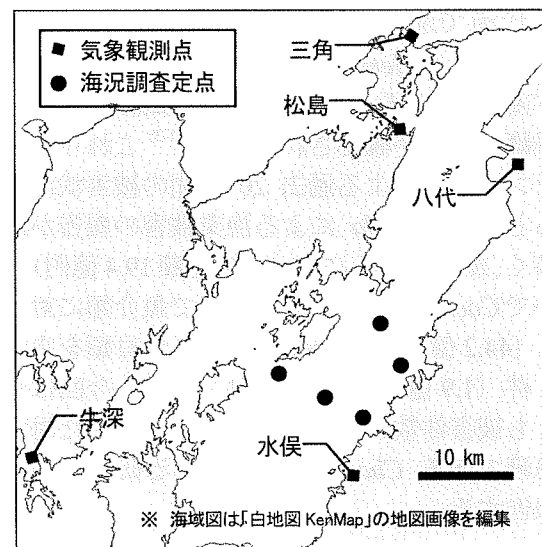 ■ 気象観測点
● 海況調査定点
三角
松島
八代
牛深
水俣
10 km
※ 海域図は「白地図 KenMap」の地図画像を編集